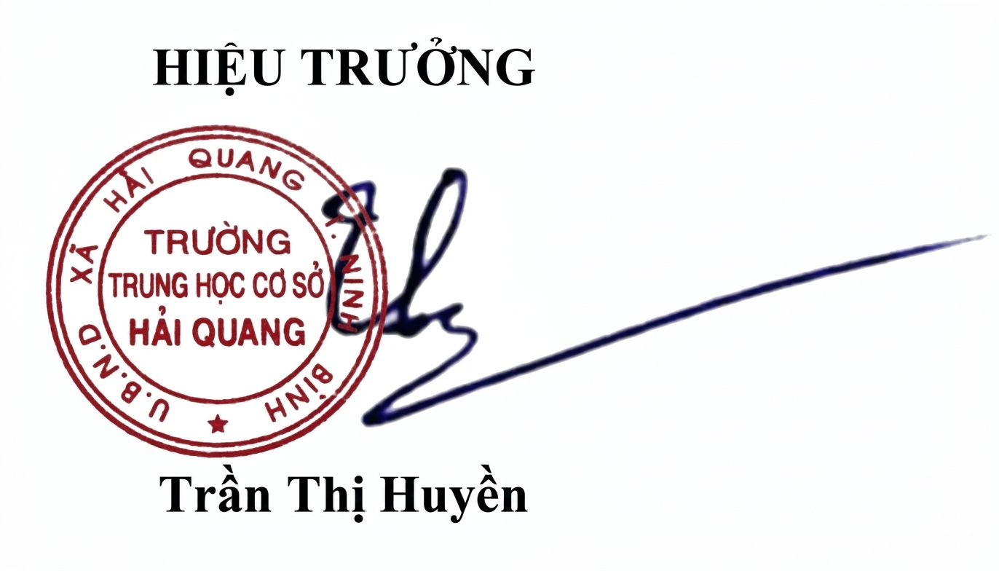 HIỆU TRƯỞNG
U.B.N.D XÃ HẢI QUANG T. NINH BÌNH
TRƯỜNG
TRUNG HỌC CƠ SỞ
HẢI QUANG
Trần Thị Huyền